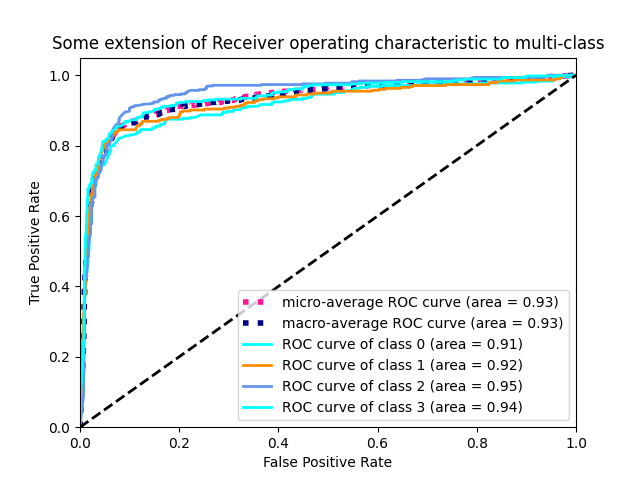 Some extension of Receiver operating characteristic to multi-class
1.0
0.8
0.6
0.4
0.2
0.0
True Positive Rate
micro-average ROC curve (area = 0.93)
macro-average ROC curve (area = 0.93)
ROC curve of class 0 (area = 0.91)
ROC curve of class 1 (area = 0.92)
ROC curve of class 2 (area = 0.95)
ROC curve of class 3 (area = 0.94)
0.0 0.2 0.4 0.6 0.8 1.0
False Positive Rate